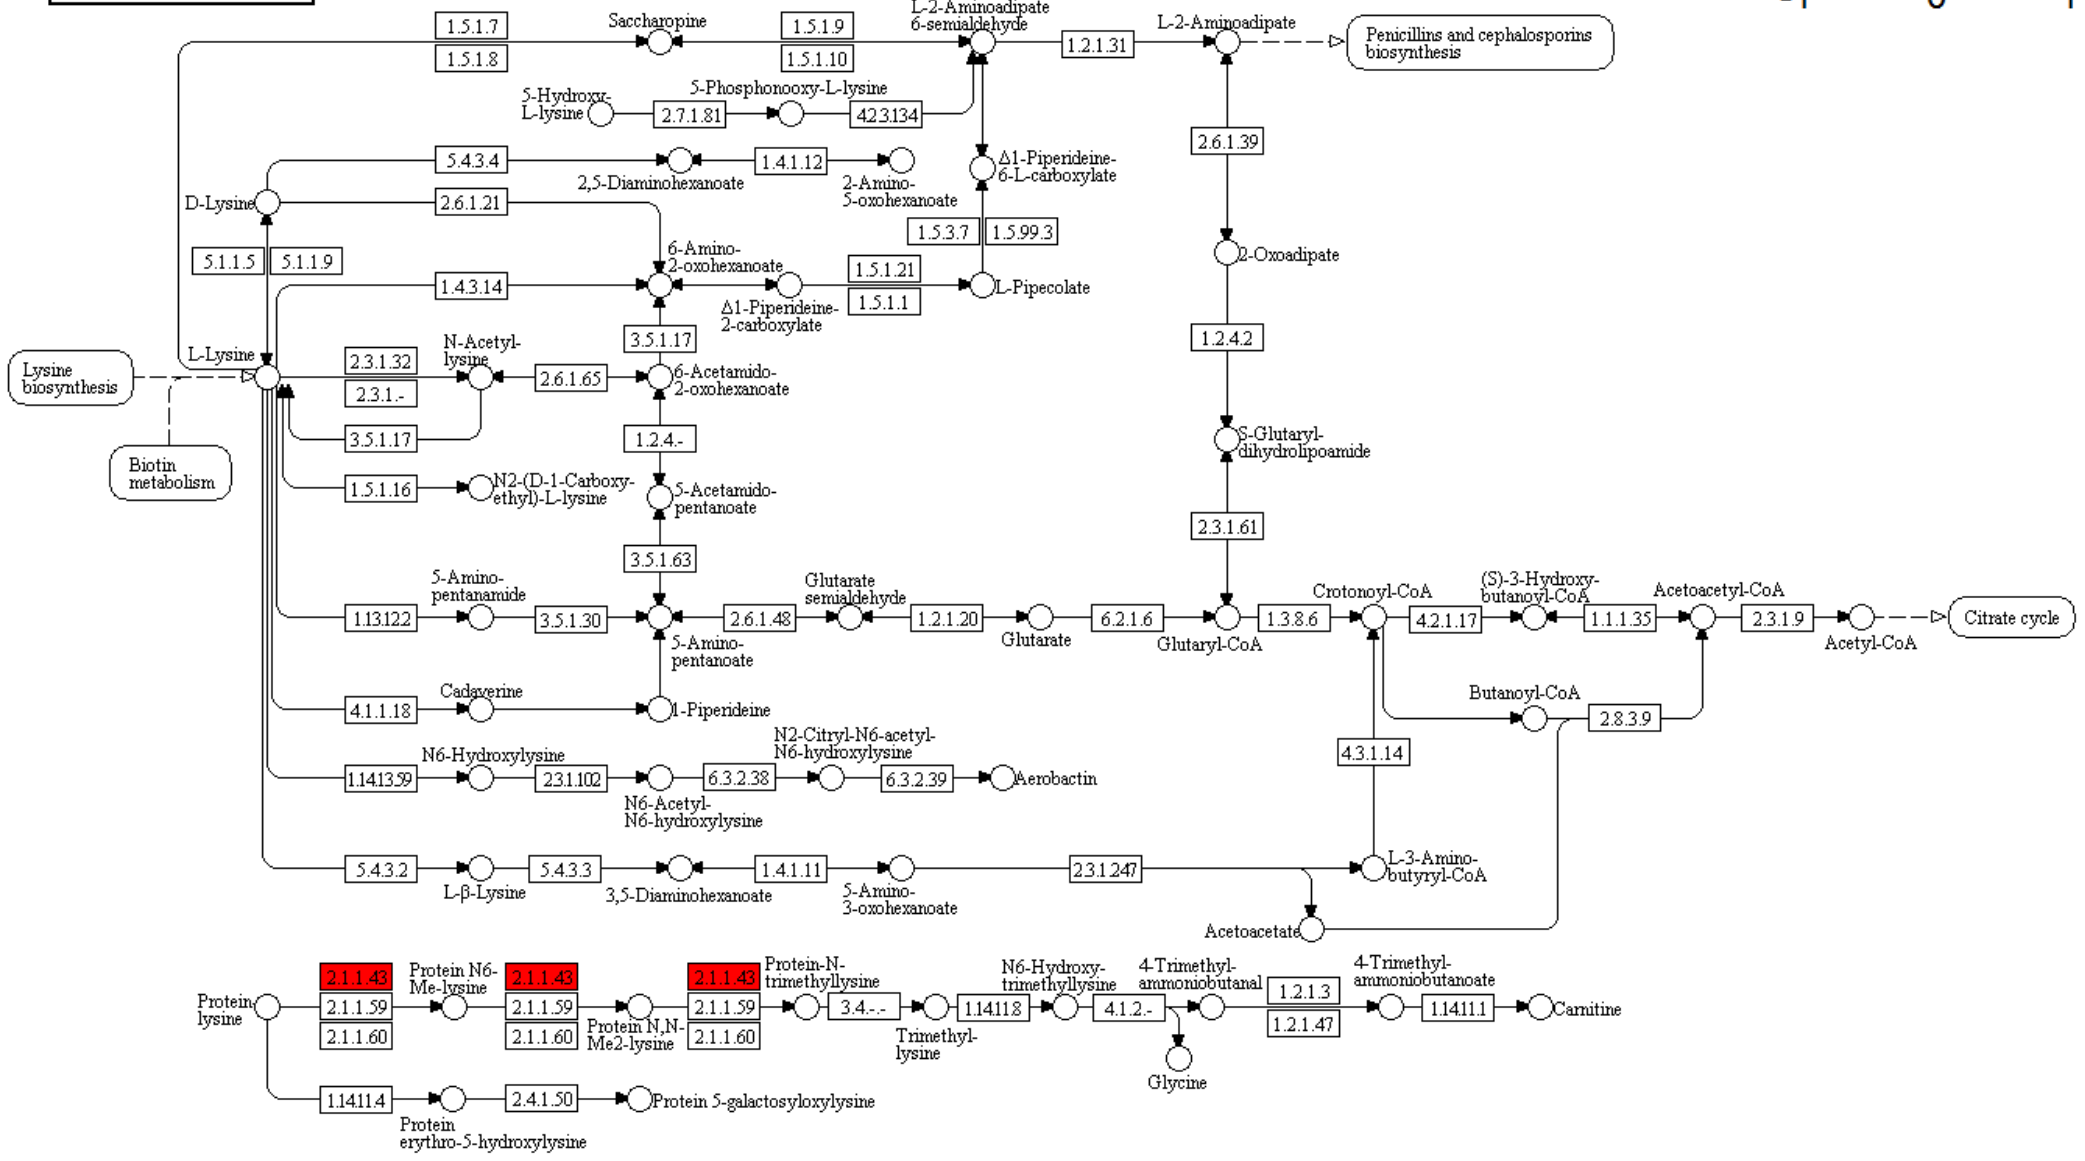 1.5.1.7
Saccharopine
1.5.1.9
L-2-Aminoadipate
6-semialdehyde
L-2-Aminoadipate
Penicillins and cephalosporins
biosynthesis
1.5.1.8
1.5.1.10
1.2.1.31
5-Hydroxy-
L-lysine
2.7.1.81
5-Phosphonooxy-L-lysine
4.2.3.134
2.6.1.39
5.4.3.4
2,5-Diaminohexanoate
1.4.1.12
2-Amino-
5-oxohexanoate
Δ1-Piperideine-
6-L-carboxylate
D-Lysine
2.6.1.21
1.5.3.7
1.5.99.3
5.1.1.5
5.1.1.9
6-Amino-
2-oxohexanoate
2-Oxoadipate
1.4.3.14
Δ1-Piperideine-
2-carboxylate
1.5.1.21
1.5.1.1
L-Pipecolate
3.5.1.17
1.2.4.2
L-Lysine
Lysine
biosynthesis
2.3.1.32
2.3.1.-
N-Acetyl-
lysine
2.6.1.65
6-Acetamido-
2-oxohexanoate
3.5.1.17
1.2.4.-
S-Glutaryl-
dihydrolipoamide
Biotin
metabolism
1.5.1.16
N2-(D-1-Carboxy-
ethyl)-L-lysine
5-Acetamido-
pentanoate
2.3.1.61
3.5.1.63
5-Amino-
pentanamide
Glutarate
semialdehyde
Crotonoyl-CoA
(S)-3-Hydroxy-
butanoyl-CoA
Acetoacetyl-CoA
1.13.12.2
3.5.1.30
2.6.1.48
1.2.1.20
6.2.1.6
1.3.8.6
4.2.1.17
1.1.1.35
2.3.1.9
Citrate cycle
5-Amino-
pentanoate
Glutarate
Glutaryl-CoA
Acetyl-CoA
4.1.1.18
Cadaverine
1-Piperideine
Butanoyl-CoA
2.8.3.9
N6-Hydroxylysine
N2-Citryl-N6-acetyl-
N6-hydroxylysine
4.3.1.14
1.14.13.59
2.3.1.102
6.3.2.38
6.3.2.39
Aerobactin
N6-Acetyl-
N6-hydroxylysine
5.4.3.2
5.4.3.3
1.4.1.11
2.3.1.247
L-3-Amino-
butyryl-CoA
L-β-Lysine
3,5-Diaminohexanoate
5-Amino-
3-oxohexanoate
Acetoacetate
2.1.1.43
Protein N6-
Me-lysine
2.1.1.43
2.1.1.43
Protein-N-
trimethyllysine
N6-Hydroxy-
trimethyllysine
4-Trimethyl-
ammoniobutanal
1.2.1.3
4-Trimethyl-
ammoniobutanoate
Protein
lysine
2.1.1.59
2.1.1.59
2.1.1.59
3.4.-.-
1.14.11.8
4.1.2.-
1.14.11.1
Carnitine
2.1.1.60
2.1.1.60
Protein N,N-
Me2-lysine
2.1.1.60
Trimethyl-
lysine
1.2.1.47
Glycine
1.14.11.4
2.4.1.50
Protein 5-galactosyloxylysine
Protein
erythro-5-hydroxylysine